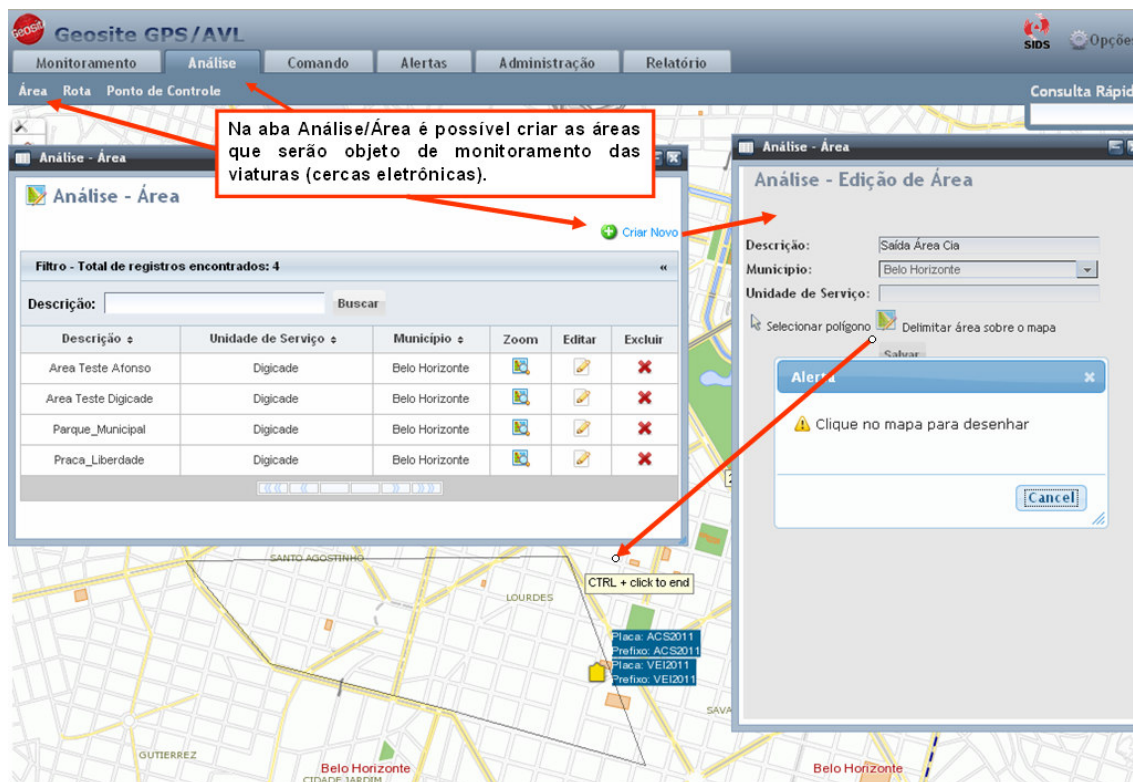 Geosite
Geosite GPS/AVL
SIDS
Opções
Monitoramento Análise Comando Alertas Administração Relatório
Área Rota Ponto de Controle
Consulta Rápid
Na aba Análise/Área é possível criar as áreas
que serão objeto de monitoramento das
viaturas (cercas eletrônicas).
Análise - Área
Análise - Área
Criar Novo
Filtro - Total de registros encontrados: 4
Descrição:
Buscar
Descrição Unidade de Serviço Município Zoom Editar Excluir
Area Teste Afonso Digicade Belo Horizonte
Area Teste Digicade Digicade Belo Horizonte
Parque_Municipal Digicade Belo Horizonte
Praca_Liberdade Digicade Belo Horizonte
Análise - Área
Análise - Edição de Área
Descrição: Saída Área Cia
Município: Belo Horizonte
Unidade de Serviço:
Selecionar polígono Delimitar área sobre o mapa
Salvar
Alerta
Clique no mapa para desenhar
Cancel
SANTO AGOSTINHO
CTRL + click to end
LOURDES
Placa: ACS2011
Prefixo: ACS2011
Placa: VEI2011
Prefixo: VEI2011
SAVA
GUTIERREZ
Belo Horizonte
CIDADE JARDIM
Belo Horizonte